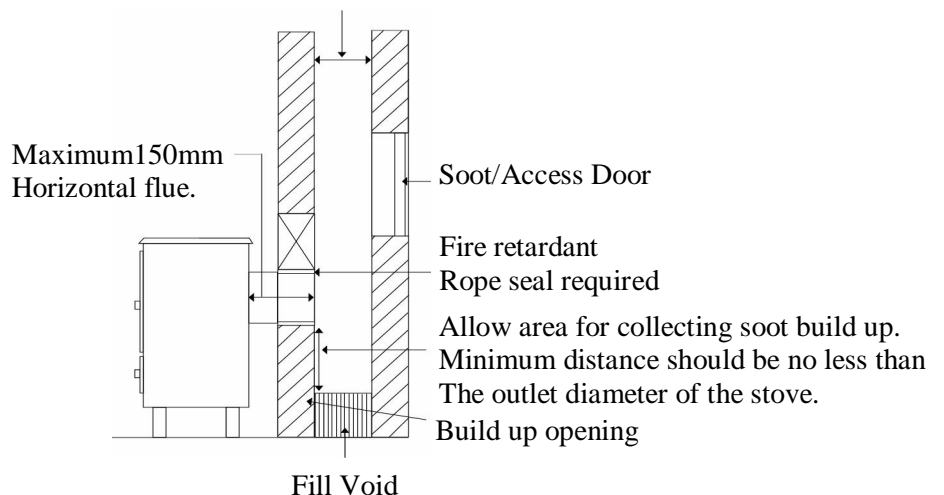 Maximum150mm
Horizontal flue.
Soot/Access Door
Fire retardant
Rope seal required
Allow area for collecting soot build up.
Minimum distance should be no less than
The outlet diameter of the stove.
Build up opening
Fill Void